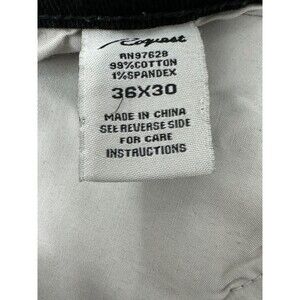 Request
RN97628
99%COTTON
1%SPANDEX
36X30
MADE IN CHINA
SEE REVERSE SIDE
FOR CARE
INSTRUCTIONS